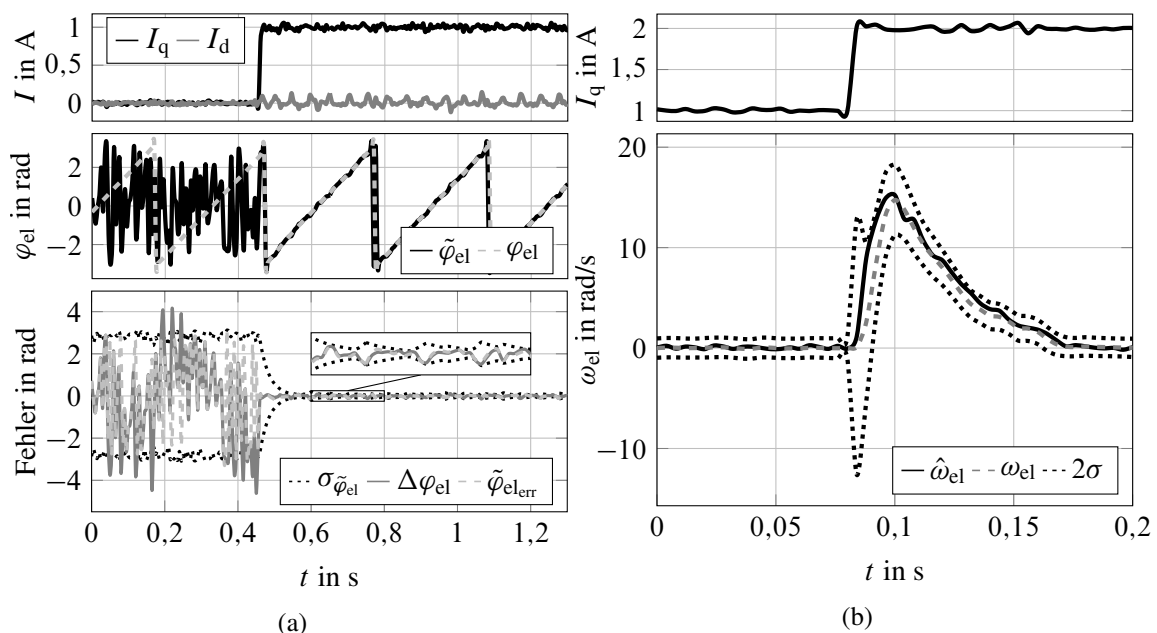 1
0,5
0
I in A
I_q I_d
2
0
−2
φ_el in rad
φ̃_el φ_el
4
2
0
−2
−4
Fehler in rad
σ_φ̃_el Δφ_el φ̃_el_err
0 0,2 0,4 0,6 0,8 1 1,2
t in s
(a)
2
1,5
1
I_q in A
20
10
0
−10
ω_el in rad/s
ω̂_el ω_el 2σ
0 0,05 0,1 0,15 0,2
t in s
(b)